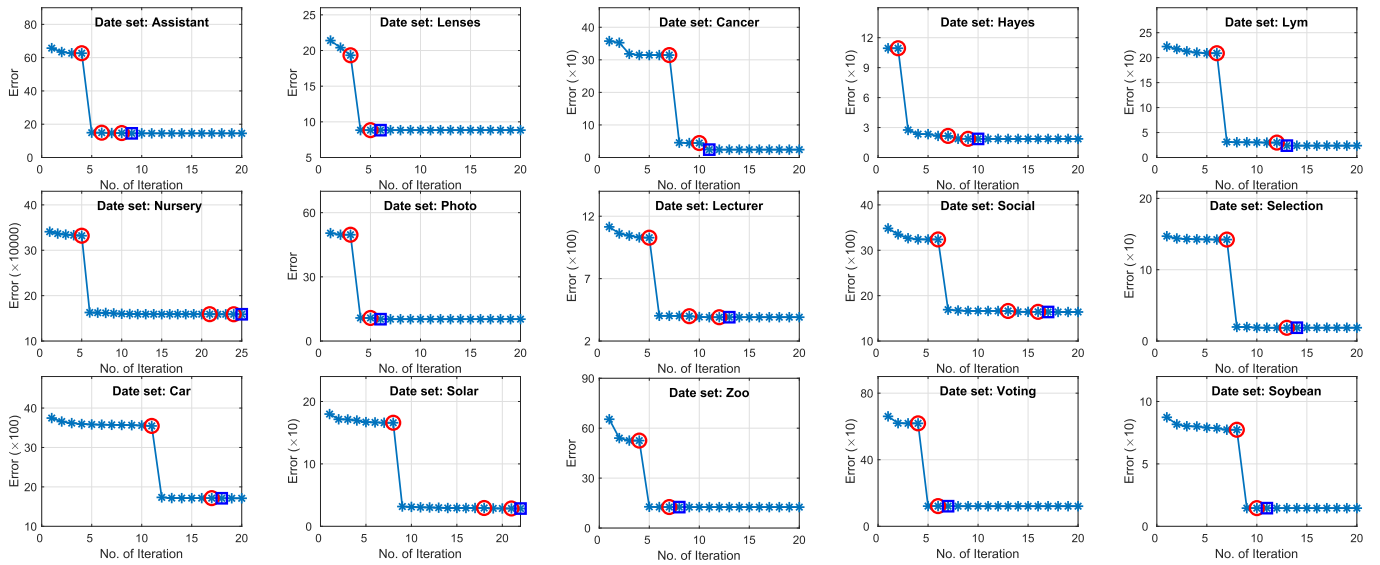 Date set: Assistant
Error
80
60
40
20
0
0 5 10 15 20
No. of Iteration
Date set: Lenses
Error
25
20
15
10
5
0 5 10 15 20
No. of Iteration
Date set: Cancer
Error (×10)
40
30
20
10
0
0 5 10 15 20
No. of Iteration
Date set: Hayes
Error (×10)
12
9
6
3
0
0 5 10 15 20
No. of Iteration
Date set: Lym
Error (×10)
25
20
15
10
5
0
0 5 10 15 20
No. of Iteration
Date set: Nursery
Error (×10000)
40
30
20
10
0 5 10 15 20 25
No. of Iteration
Date set: Photo
Error
60
30
0
0 5 10 15 20
No. of Iteration
Date set: Lecturer
Error (×100)
12
7
2
0 5 10 15 20
No. of Iteration
Date set: Social
Error (×100)
40
30
20
10
0 5 10 15 20
No. of Iteration
Date set: Selection
Error (×10)
20
10
0
0 5 10 15 20
No. of Iteration
Date set: Car
Error (×100)
40
30
20
10
0 5 10 15 20
No. of Iteration
Date set: Solar
Error (×10)
20
10
0
0 5 10 15 20
No. of Iteration
Date set: Zoo
Error
90
60
30
0
0 5 10 15 20
No. of Iteration
Date set: Voting
Error (×10)
80
40
0
0 5 10 15 20
No. of Iteration
Date set: Soybean
Error (×10)
10
5
0
0 5 10 15 20
No. of Iteration